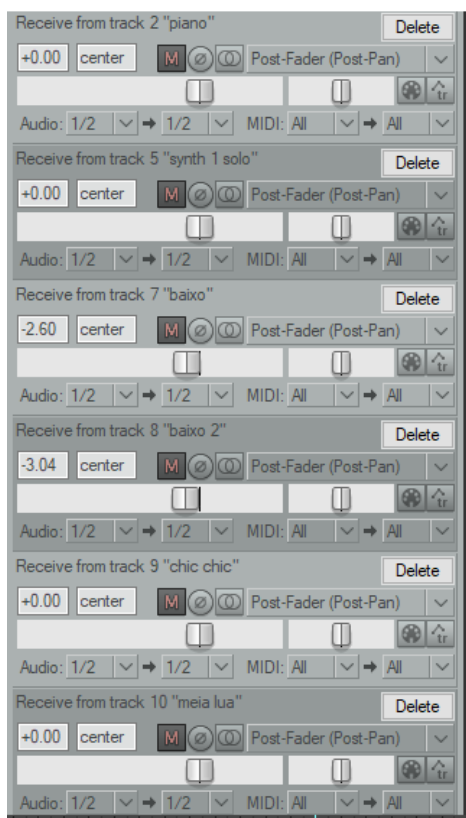 Receive from track 2 "piano" Delete
+0.00 center M Post-Fader (Post-Pan)
tr
Audio: 1/2 1/2 MIDI: All All
Receive from track 5 "synth 1 solo" Delete
+0.00 center M Post-Fader (Post-Pan)
tr
Audio: 1/2 1/2 MIDI: All All
Receive from track 7 "baixo" Delete
-2.60 center M Post-Fader (Post-Pan)
tr
Audio: 1/2 1/2 MIDI: All All
Receive from track 8 "baixo 2" Delete
-3.04 center M Post-Fader (Post-Pan)
tr
Audio: 1/2 1/2 MIDI: All All
Receive from track 9 "chic chic" Delete
+0.00 center M Post-Fader (Post-Pan)
tr
Audio: 1/2 1/2 MIDI: All All
Receive from track 10 "meia lua" Delete
+0.00 center M Post-Fader (Post-Pan)
tr
Audio: 1/2 1/2 MIDI: All All